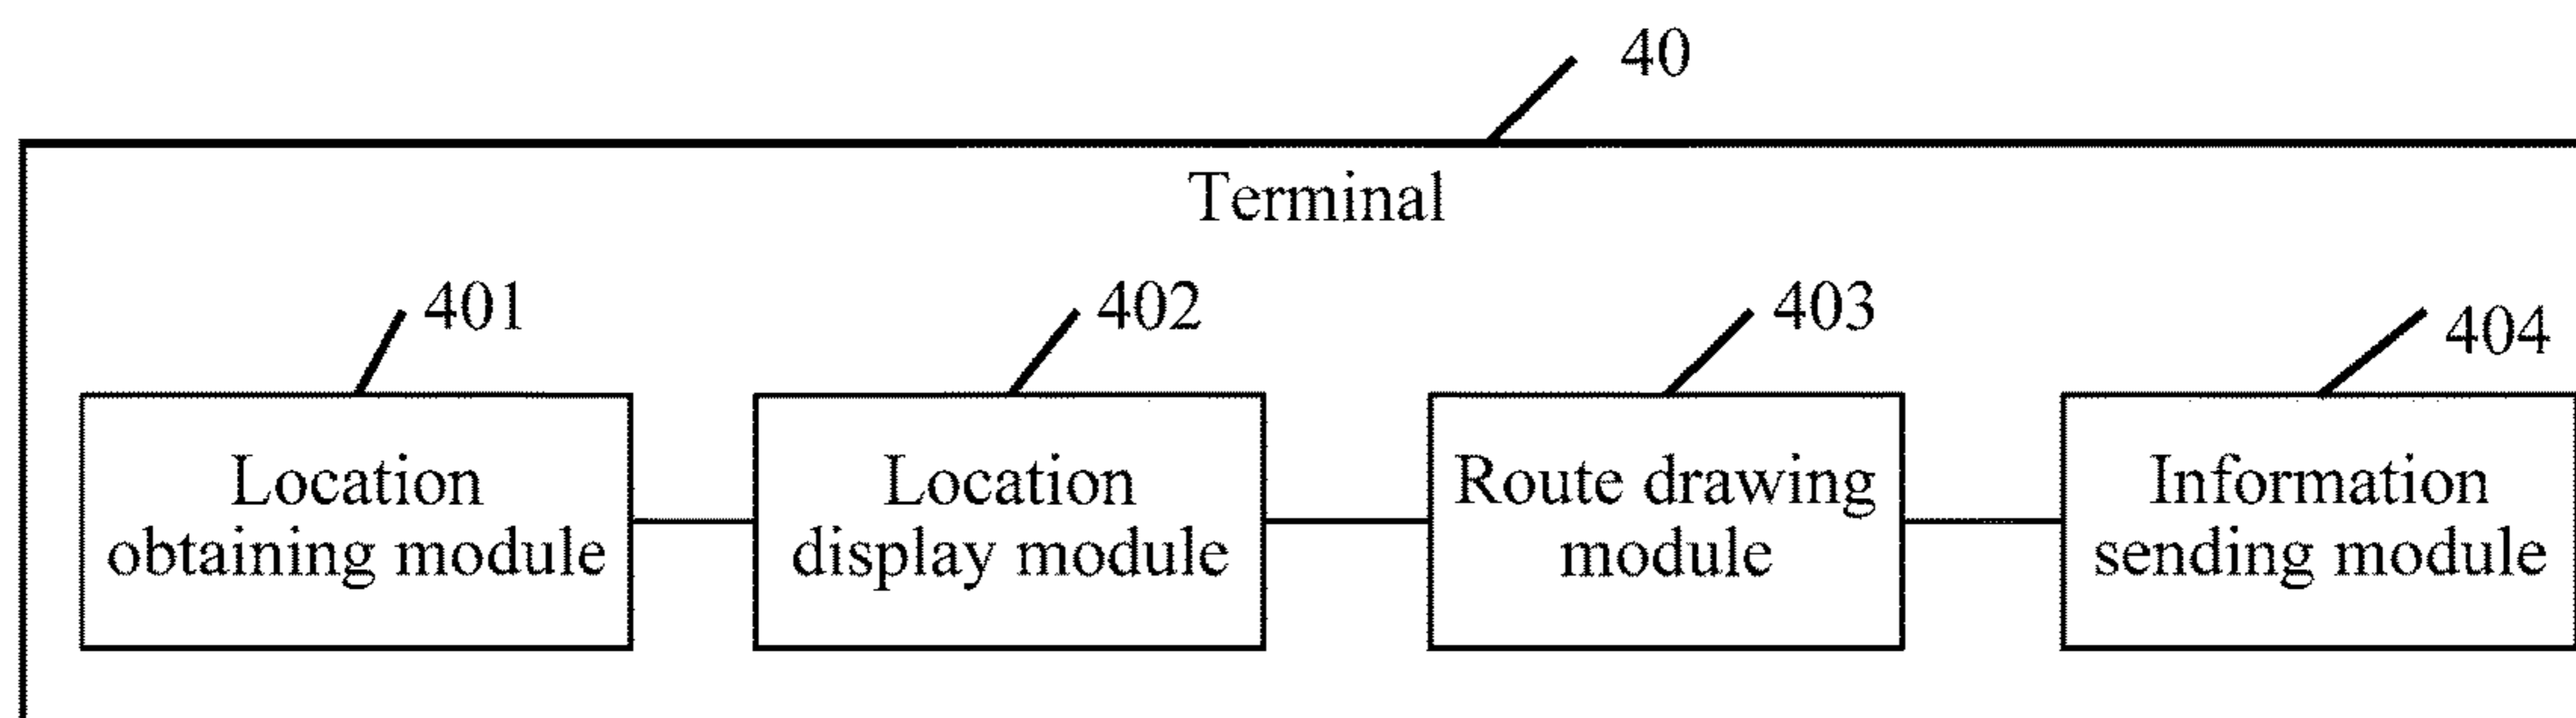 40
Terminal
401
402
403
404
Location
obtaining module
Location
display module
Route drawing
module
Information
sending module